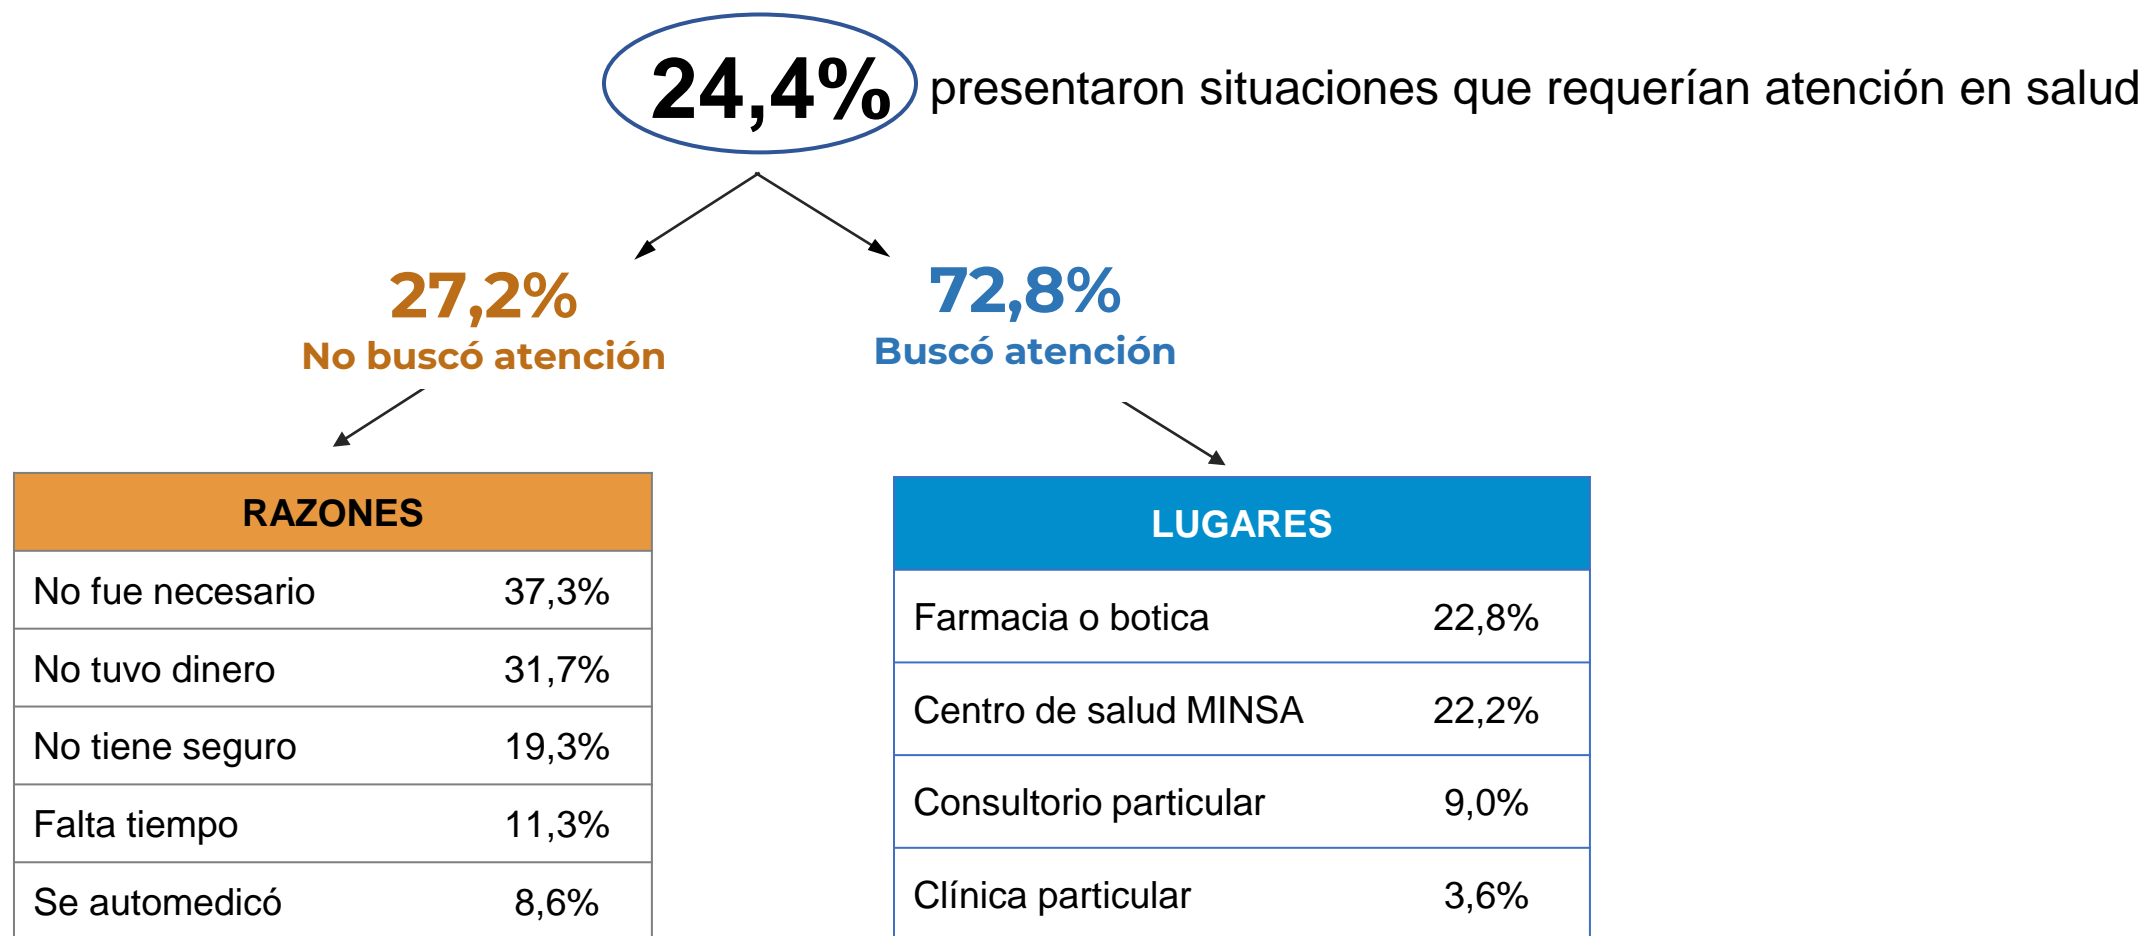 24,4% presentaron situaciones que requerían atención en salud
27,2%
No buscó atención
72,8%
Buscó atención
RAZONES
No fue necesario 37,3%
No tuvo dinero 31,7%
No tiene seguro 19,3%
Falta tiempo 11,3%
Se automedicó 8,6%
LUGARES
Farmacia o botica 22,8%
Centro de salud MINSA 22,2%
Consultorio particular 9,0%
Clínica particular 3,6%